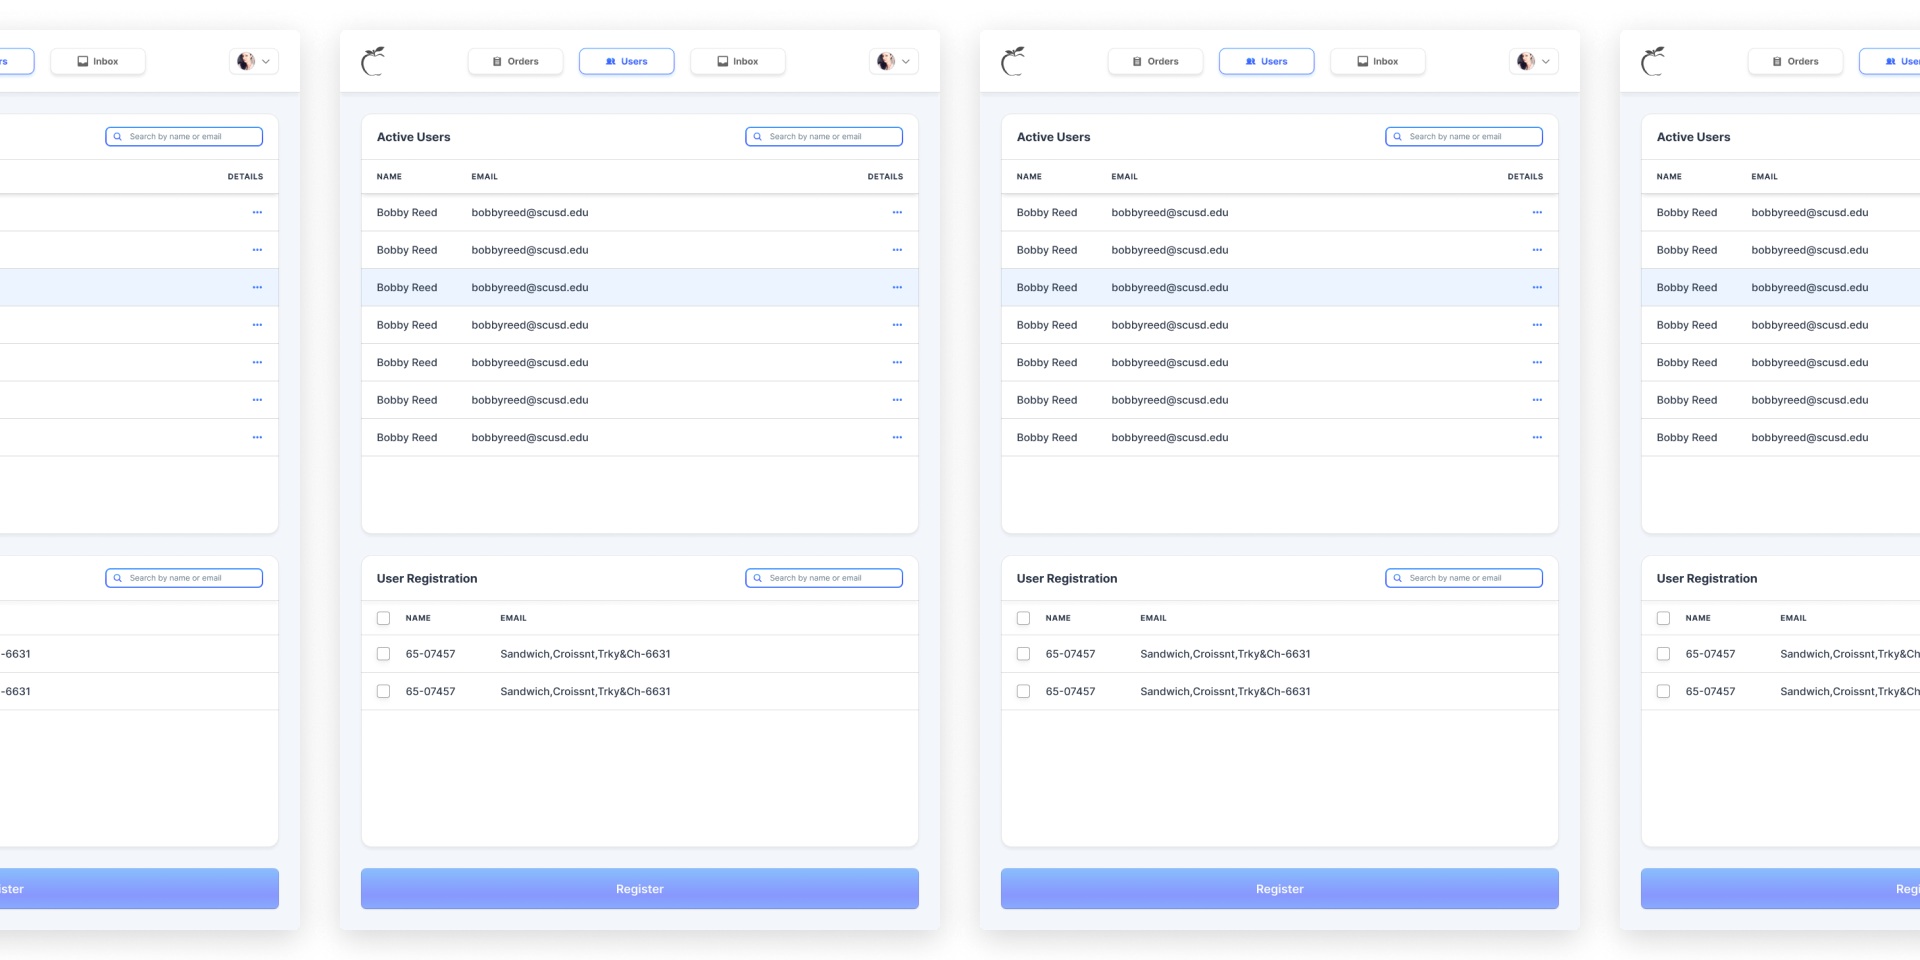 rs
Inbox
Search by name or email
DETAILS
Search by name or email
-6631
-6631
ister
Orders
Users
Inbox
Active Users
Search by name or email
NAME EMAIL DETAILS
Bobby Reed bobbyreed@scusd.edu
Bobby Reed bobbyreed@scusd.edu
Bobby Reed bobbyreed@scusd.edu
Bobby Reed bobbyreed@scusd.edu
Bobby Reed bobbyreed@scusd.edu
Bobby Reed bobbyreed@scusd.edu
Bobby Reed bobbyreed@scusd.edu
User Registration
Search by name or email
NAME EMAIL
65-07457 Sandwich,Croissnt,Trky&Ch-6631
65-07457 Sandwich,Croissnt,Trky&Ch-6631
Register
Orders
Users
Inbox
Active Users
Search by name or email
NAME EMAIL DETAILS
Bobby Reed bobbyreed@scusd.edu
Bobby Reed bobbyreed@scusd.edu
Bobby Reed bobbyreed@scusd.edu
Bobby Reed bobbyreed@scusd.edu
Bobby Reed bobbyreed@scusd.edu
Bobby Reed bobbyreed@scusd.edu
Bobby Reed bobbyreed@scusd.edu
User Registration
Search by name or email
NAME EMAIL
65-07457 Sandwich,Croissnt,Trky&Ch-6631
65-07457 Sandwich,Croissnt,Trky&Ch-6631
Register
Orders
User
Active Users
NAME EMAIL
Bobby Reed bobbyreed@scusd.edu
Bobby Reed bobbyreed@scusd.edu
Bobby Reed bobbyreed@scusd.edu
Bobby Reed bobbyreed@scusd.edu
Bobby Reed bobbyreed@scusd.edu
Bobby Reed bobbyreed@scusd.edu
Bobby Reed bobbyreed@scusd.edu
User Registration
NAME EMAIL
65-07457 Sandwich,Croissnt,Trky&Ch
65-07457 Sandwich,Croissnt,Trky&Ch
Regi